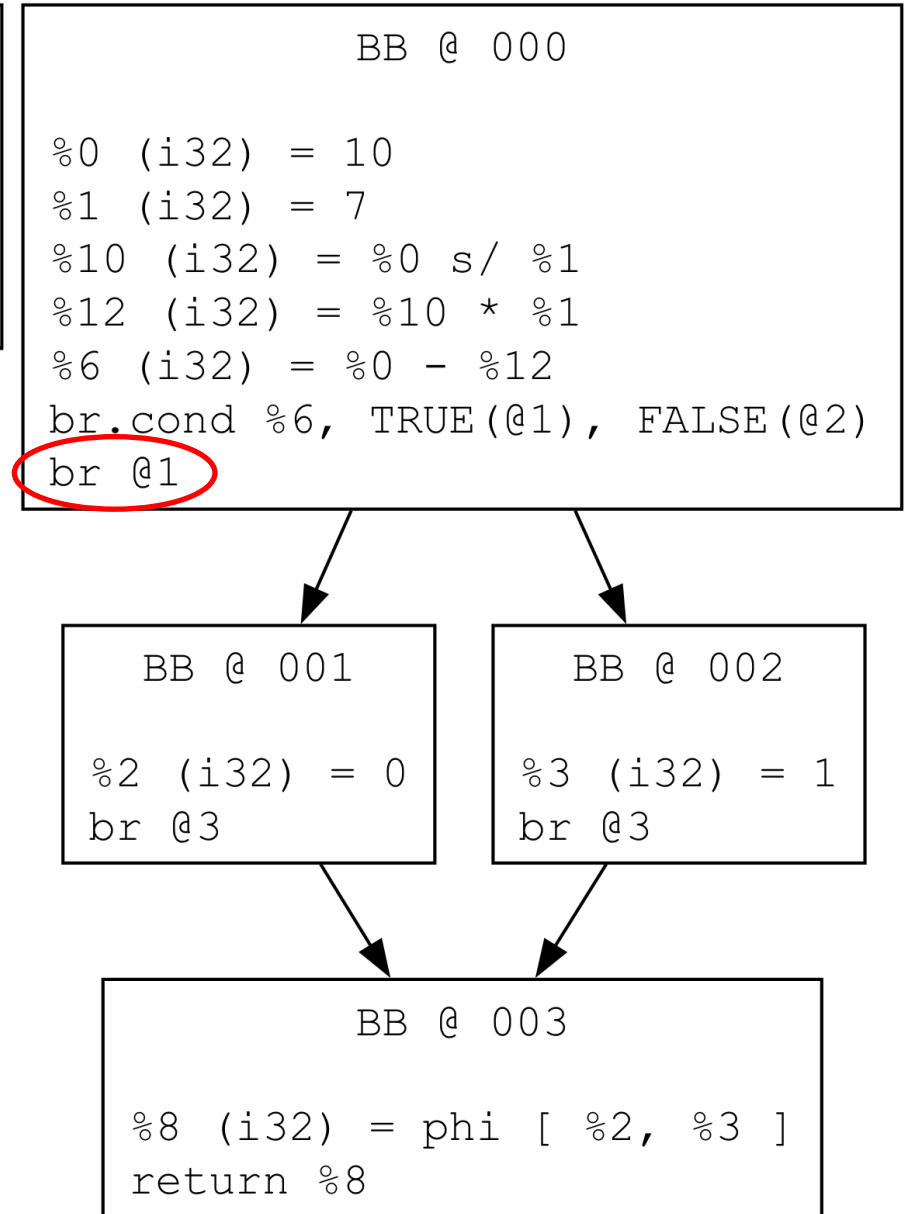 BB @ 000
%0 (i32) = 10
%1 (i32) = 7
%10 (i32) = %0 s/ %1
%12 (i32) = %10 * %1
%6 (i32) = %0 - %12
br.cond %6, TRUE(@1), FALSE(@2)
br @1
BB @ 001
%2 (i32) = 0
br @3
BB @ 002
%3 (i32) = 1
br @3
BB @ 003
%8 (i32) = phi [ %2, %3 ]
return %8